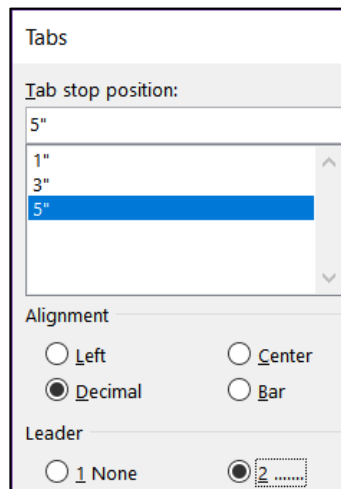 Tabs
Tab stop position:
5"
1"
3"
5"
Alignment
Left Center
Decimal Bar
Leader
1 None 2 .......